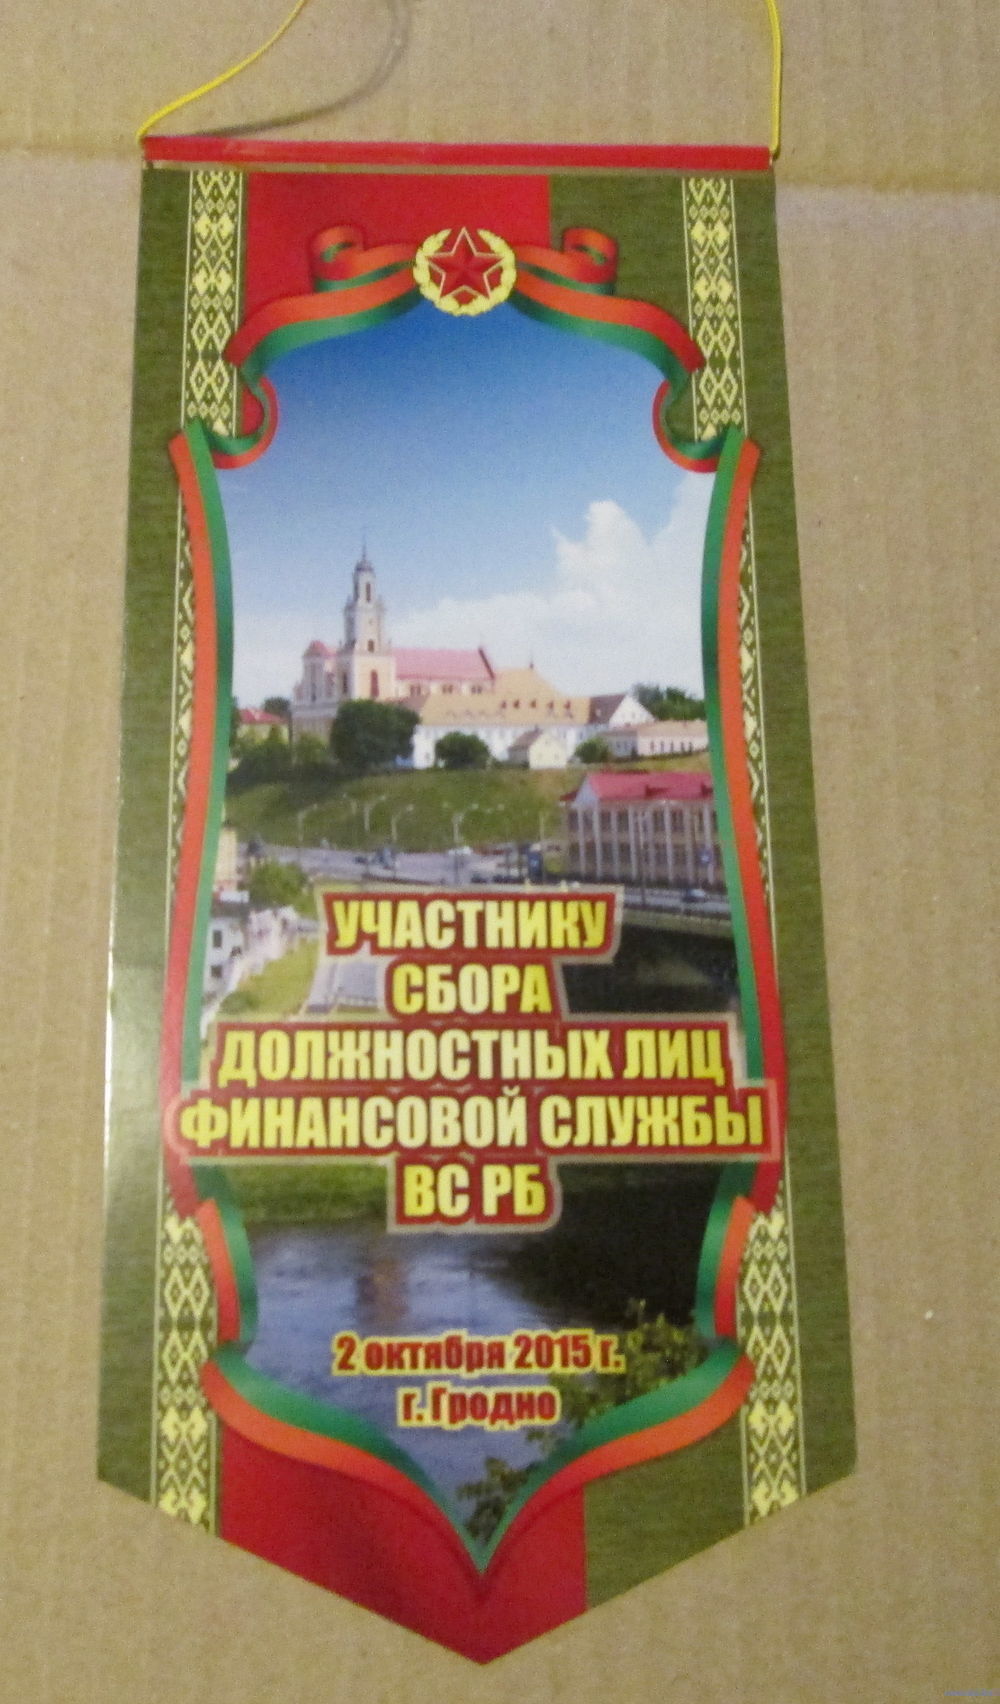 УЧАСТНИКУ
СБОРА
ДОЛЖНОСТНЫХ ЛИЦ
ФИНАНСОВОЙ СЛУЖБЫ
ВС РБ
2 октября 2015 г.
г. Гродно